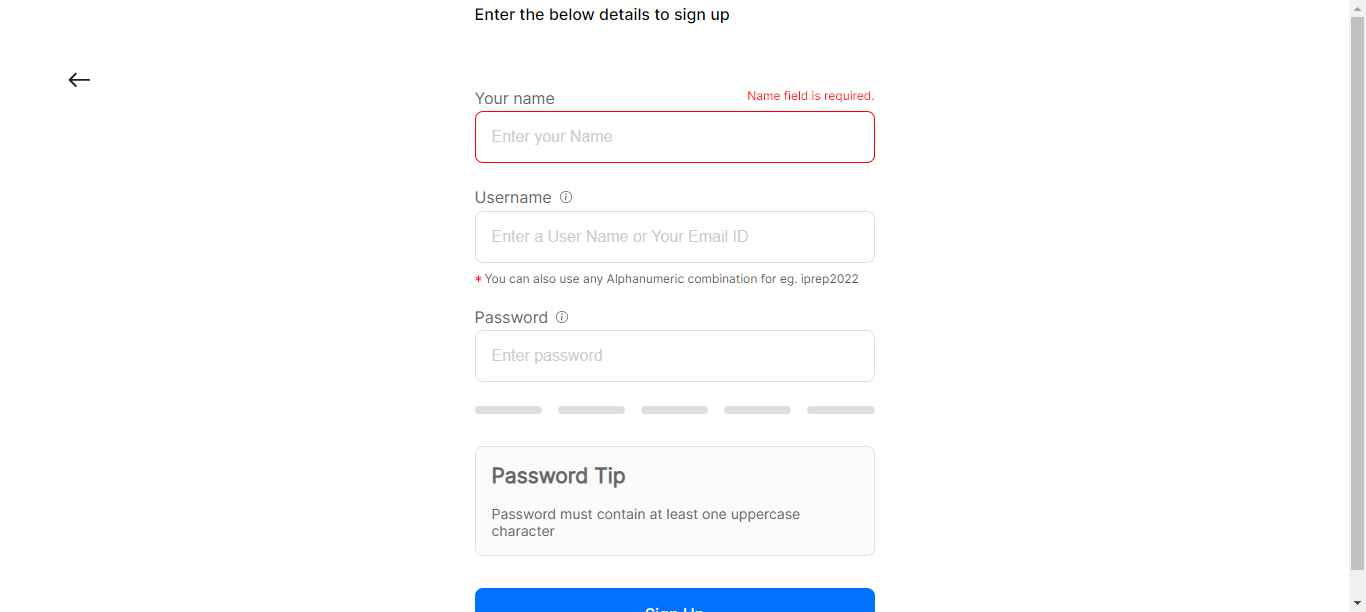 Enter the below details to sign up
Your name
Name field is required.
Enter your Name
Username
Enter a User Name or Your Email ID
* You can also use any Alphanumeric combination for eg. iprep2022
Password
Enter password
Password Tip
Password must contain at least one uppercase
character
Sign Up